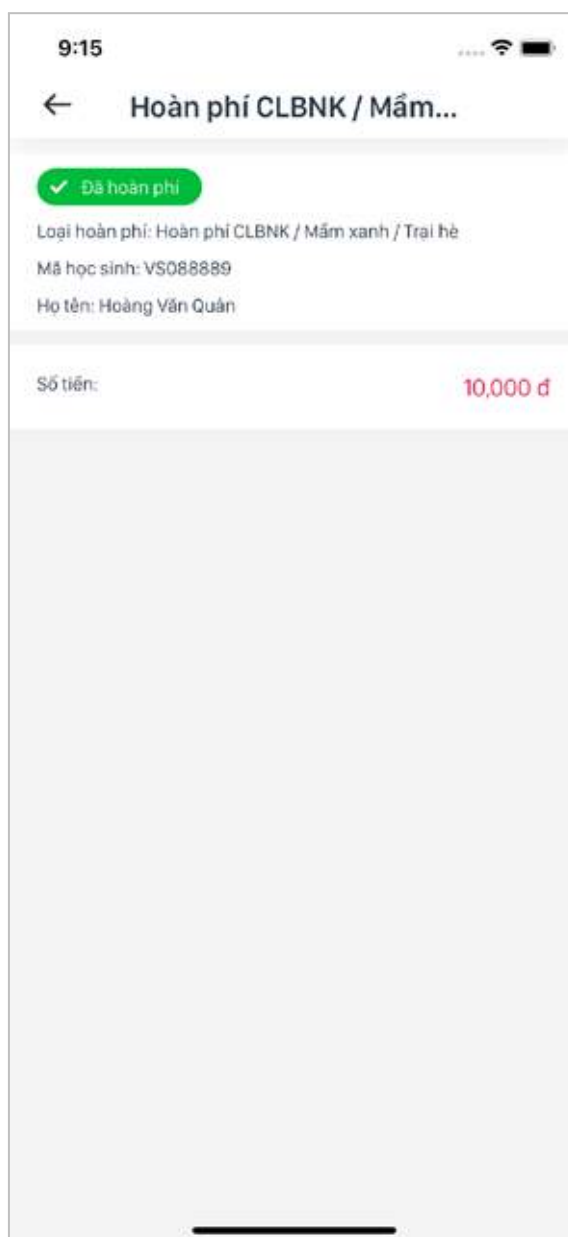 9:15
Hoàn phí CLBNK / Mầm...
Đã hoàn phí
Loại hoàn phí: Hoàn phí CLBNK / Mầm xanh / Trại hè
Mã học sinh: VS088889
Họ tên: Hoàng Văn Quân
Số tiền:
10,000 đ